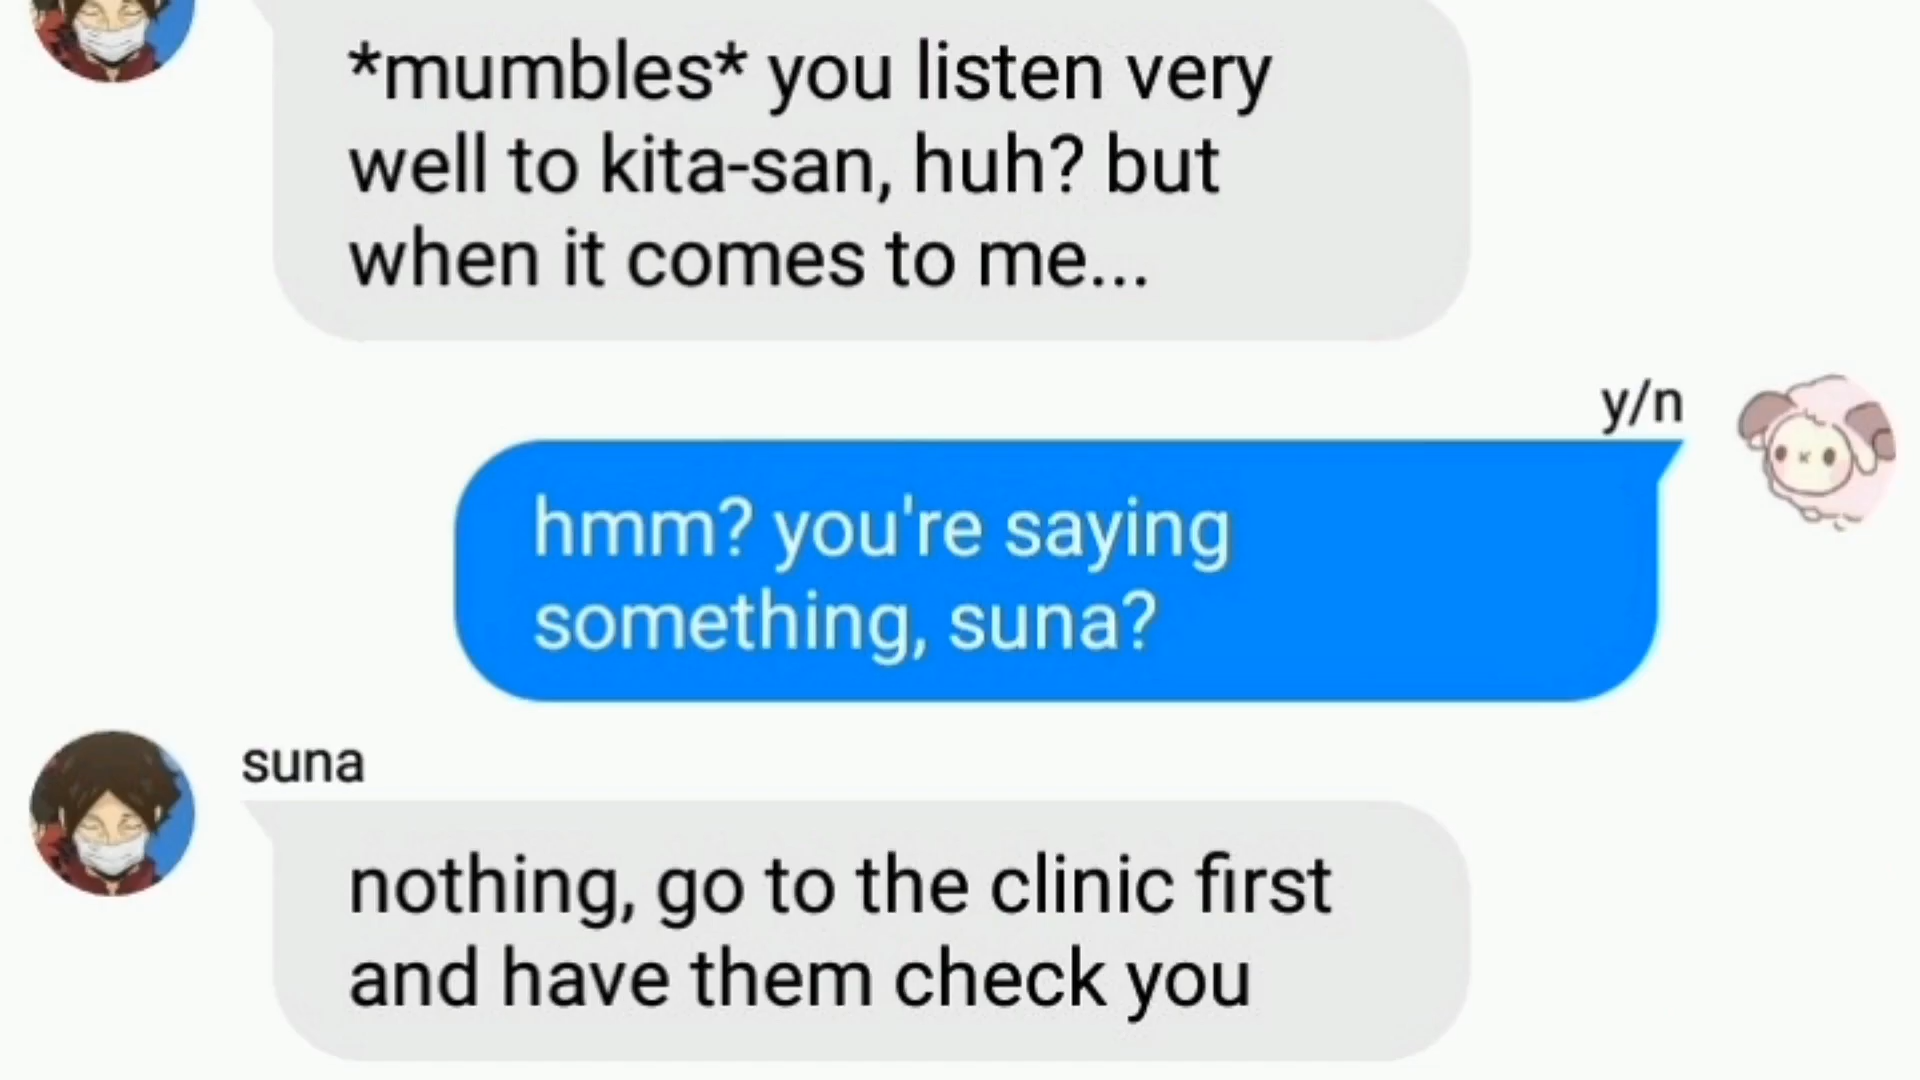 *mumbles* you listen very
well to kita-san, huh? but
when it comes to me...
y/n
hmm? you're saying
something, suna?
suna
nothing, go to the clinic first
and have them check you